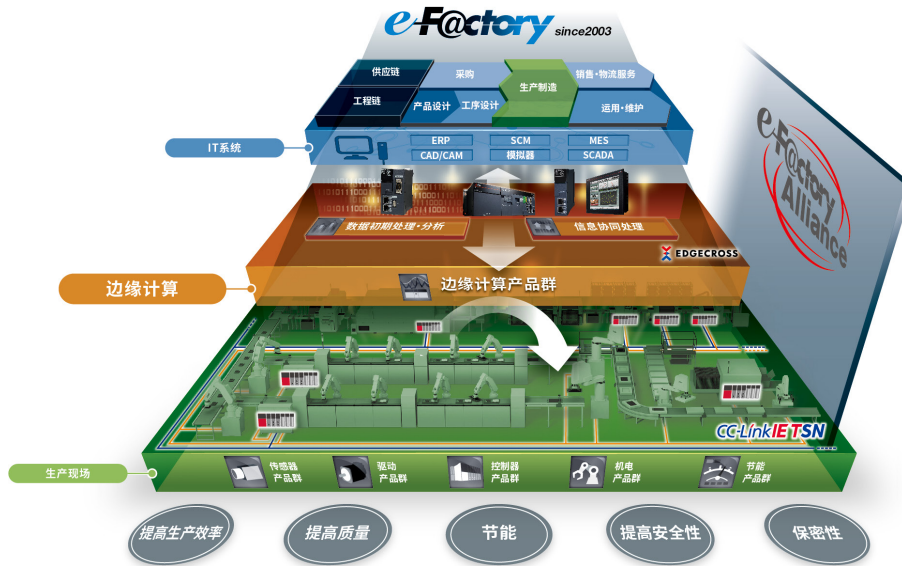 e-F@ctory since2003
供应链
采购
生产制造
销售•物流服务
工程链
产品设计
工序设计
运用•维护
IT系统
ERP
SCM
MES
CAD/CAM
模拟器
SCADA
e-F@ctory
Alliance
数据初期处理•分析
信息协同处理
EDGECROSS
边缘计算
边缘计算产品群
CC-Link IE TSN
生产现场
传感器
产品群
驱动
产品群
控制器
产品群
机电
产品群
节能
产品群
提高生产效率
提高质量
节能
提高安全性
保密性